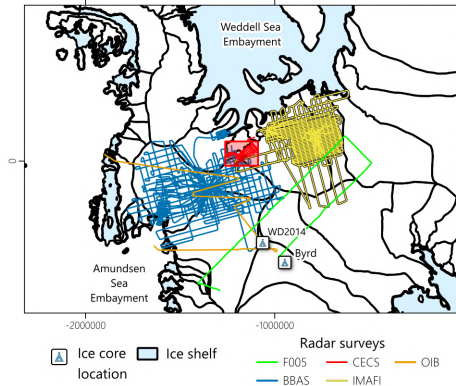 Weddell Sea
Embayment
0
WD2014
Byrd
Amundsen
Sea
Embayment
-2000000
-1000000
Ice core
location
Ice shelf
Radar surveys
F005
CECS
OIB
BBAS
IMAFI